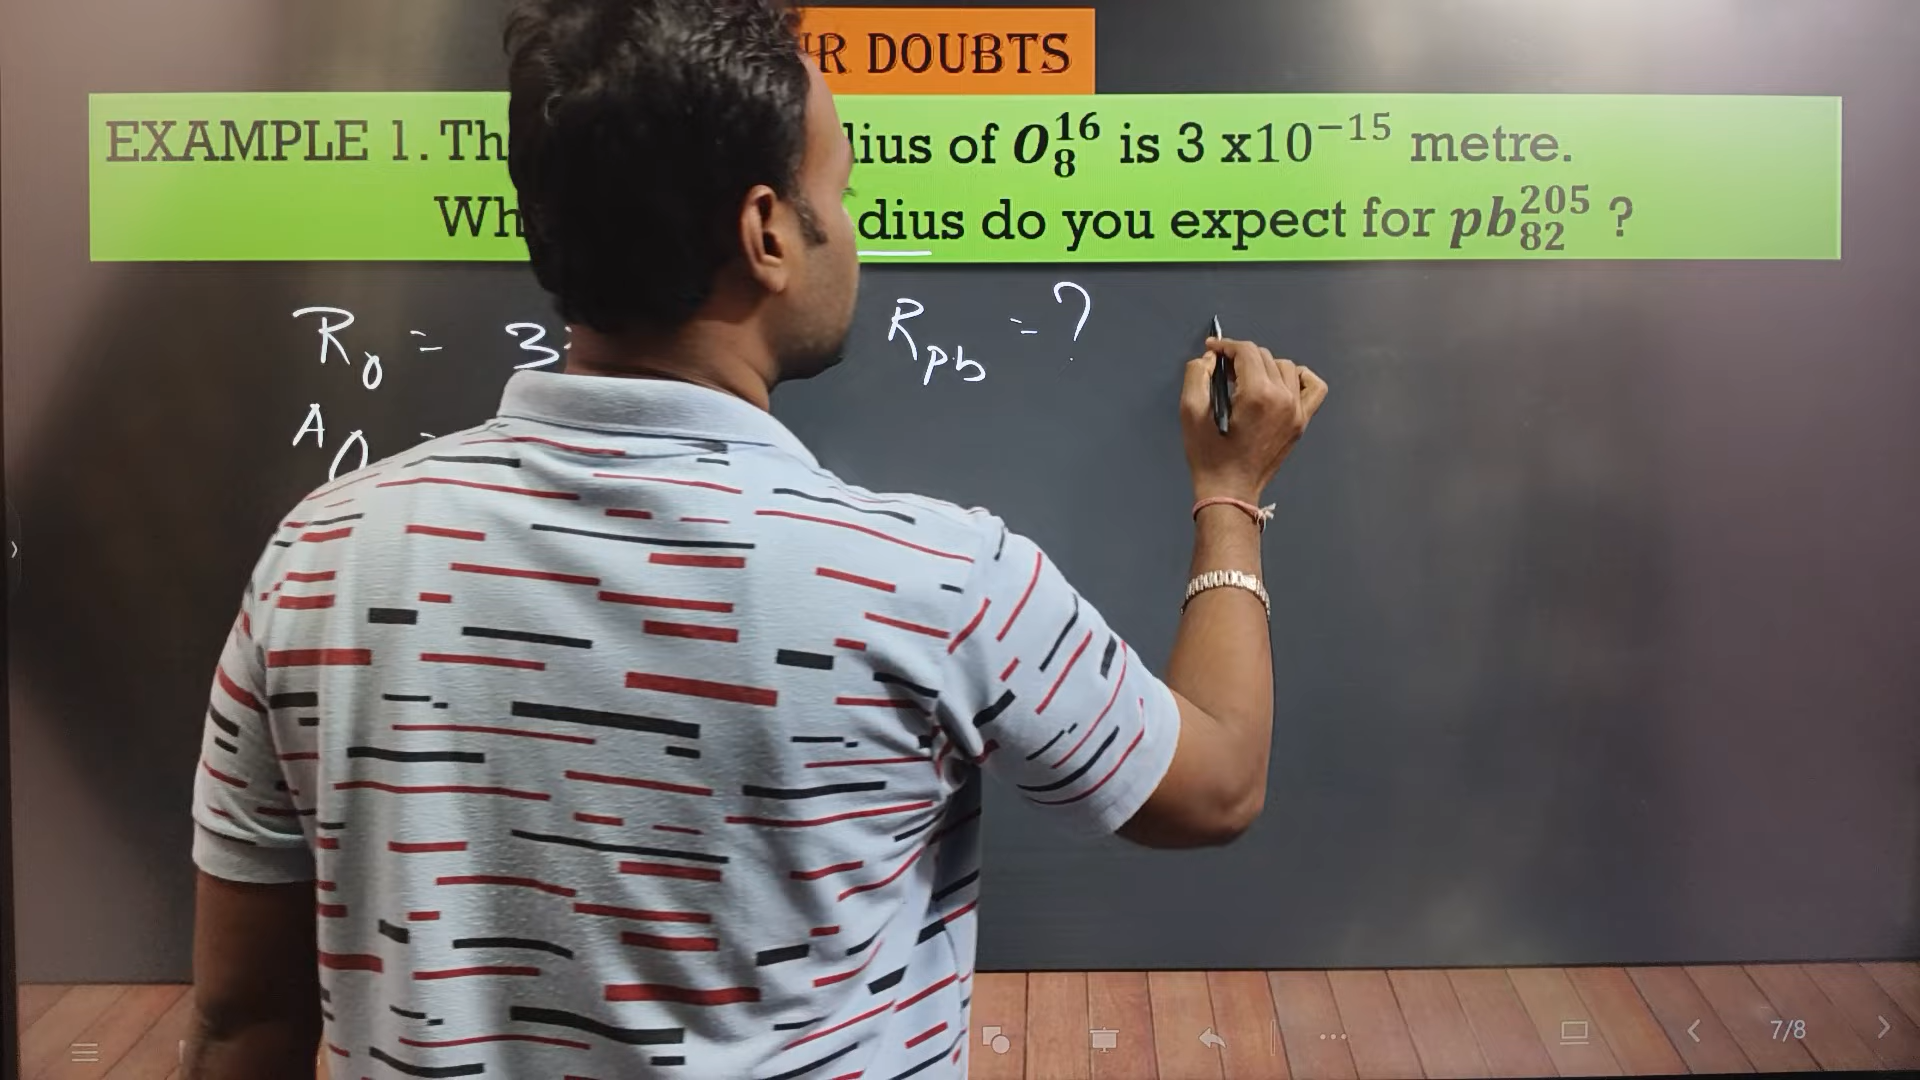 R DOUBTS
EXAMPLE 1. Th dius of O₈¹⁶ is 3 x10⁻¹⁵ metre.
Wh dius do you expect for pb₈₂²⁰⁵ ?
R₀ = 3 R_pb = ?
A₀ =
7/8